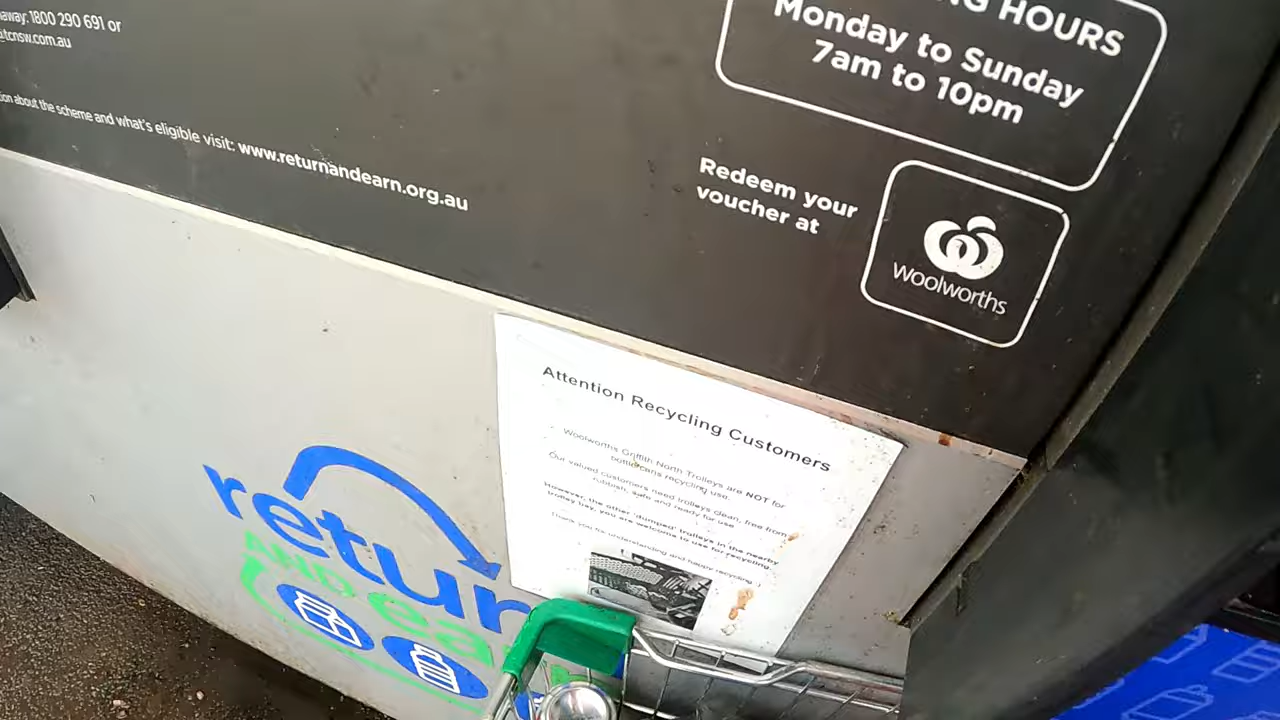 away: 1800 290 691 or
@tcnsw.com.au
about the scheme and what's eligible visit: www.returnandearn.org.au
HOURS
Monday to Sunday
7am to 10pm
Redeem your
voucher at
Woolworths
Attention Recycling Customers
Woolworths Griffith North Trolleys are NOT for
bottle/cans recycling use.
Our valued customers need trolleys clean, free from
rubbish, safe and ready for use
However, the other 'dumped' trolleys in the nearby
trolley bay, you are welcome to use for recycling.
Thank you for understanding and happy recycling :)
return
AND earn